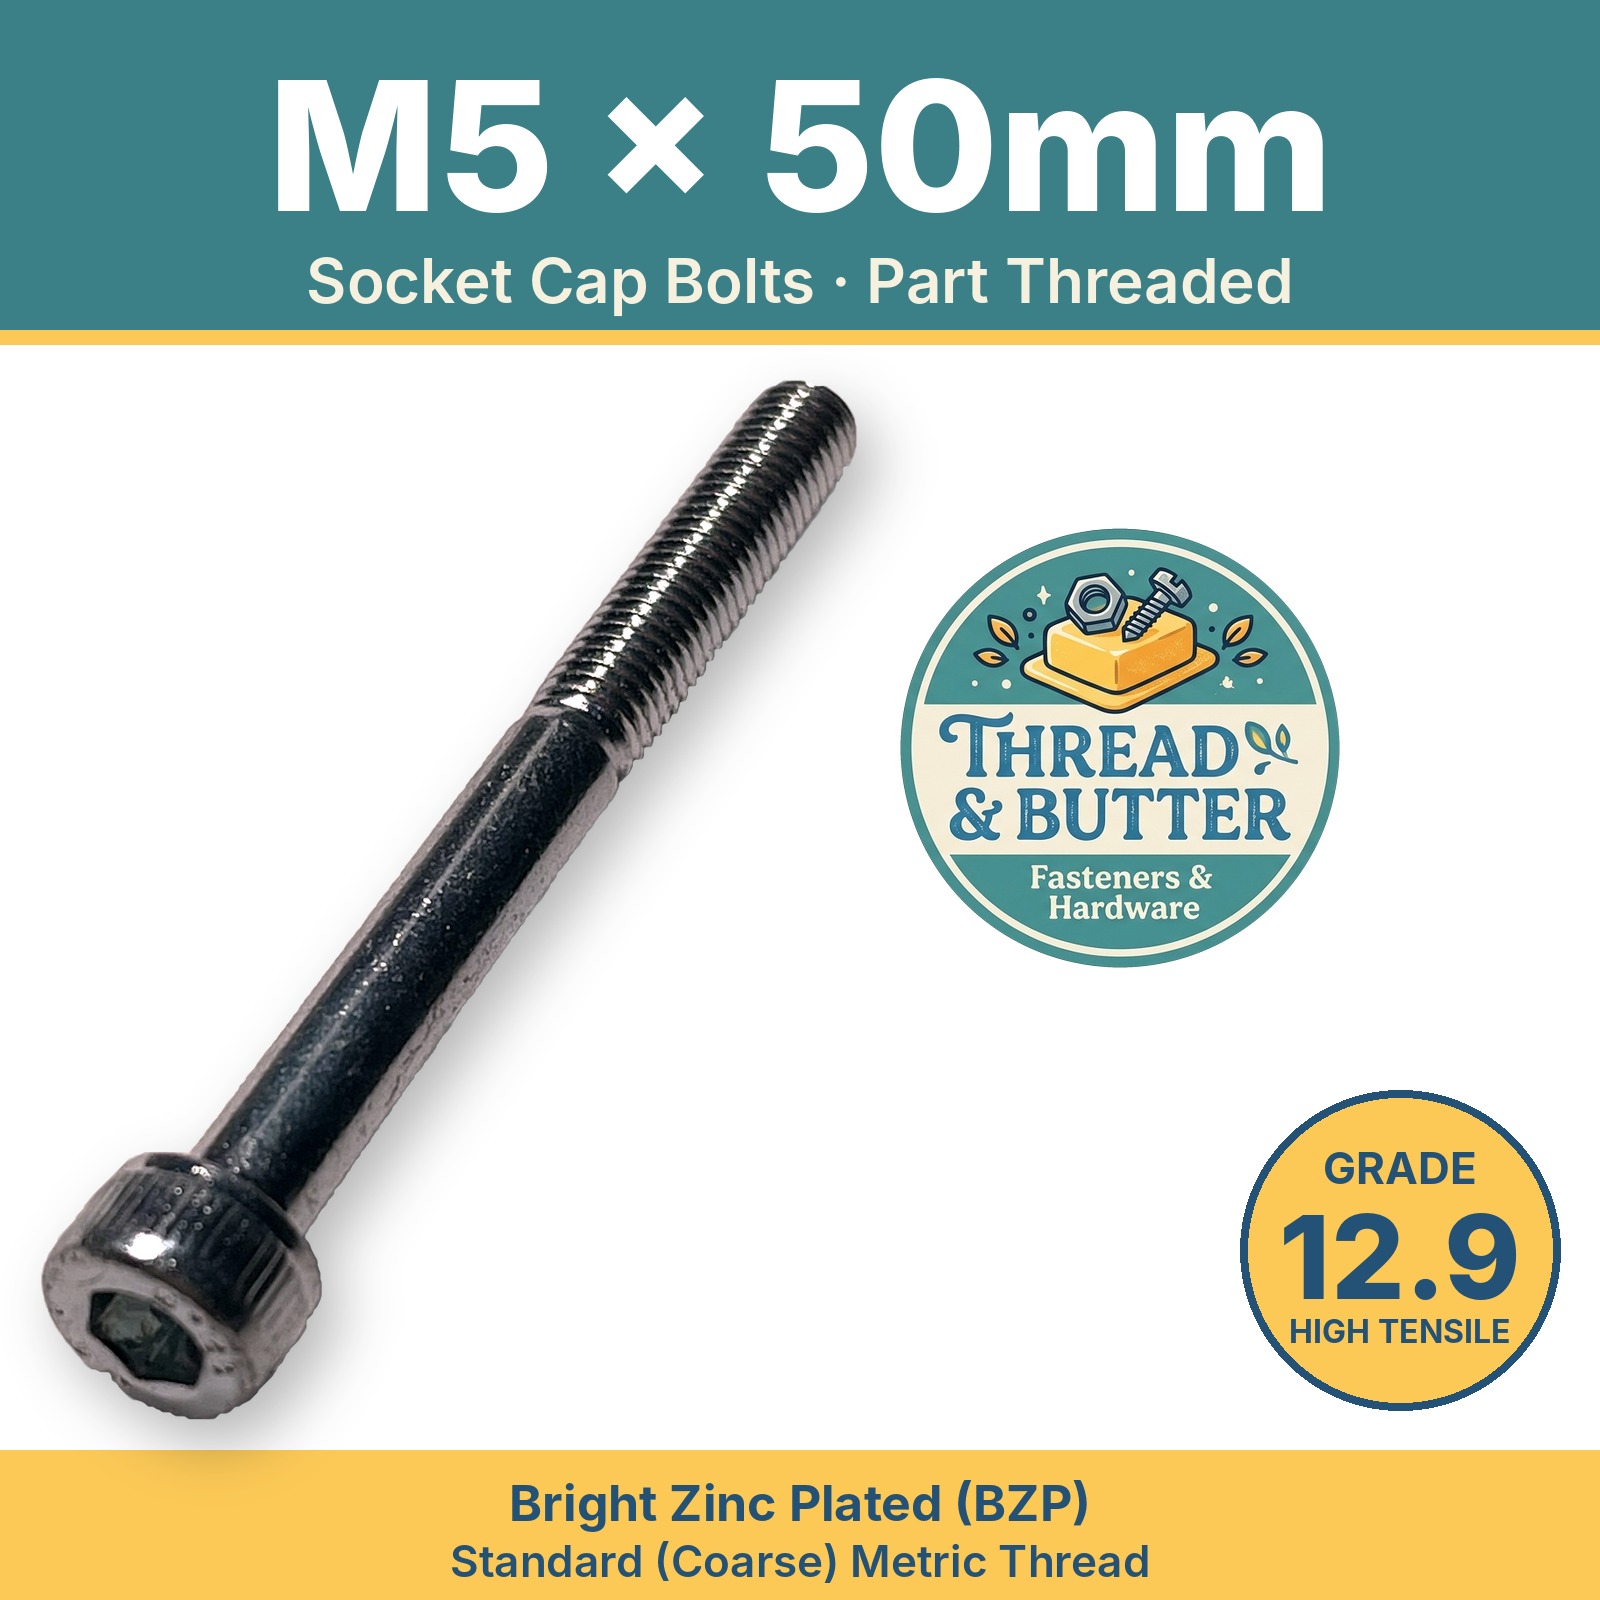 M5 × 50mm
Socket Cap Bolts · Part Threaded
THREAD
& BUTTER
Fasteners &
Hardware
GRADE
12.9
HIGH TENSILE
Bright Zinc Plated (BZP)
Standard (Coarse) Metric Thread